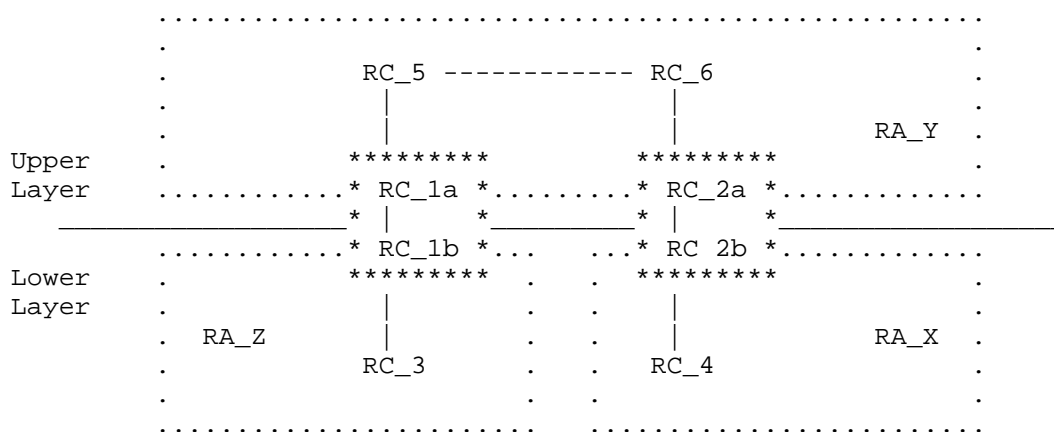 RC_5 ------------ RC_6
RA_Y
Upper
Layer RC_1a RC_2a
RC_1b RC 2b
Lower
Layer
RA_Z RA_X
RC_3 RC_4